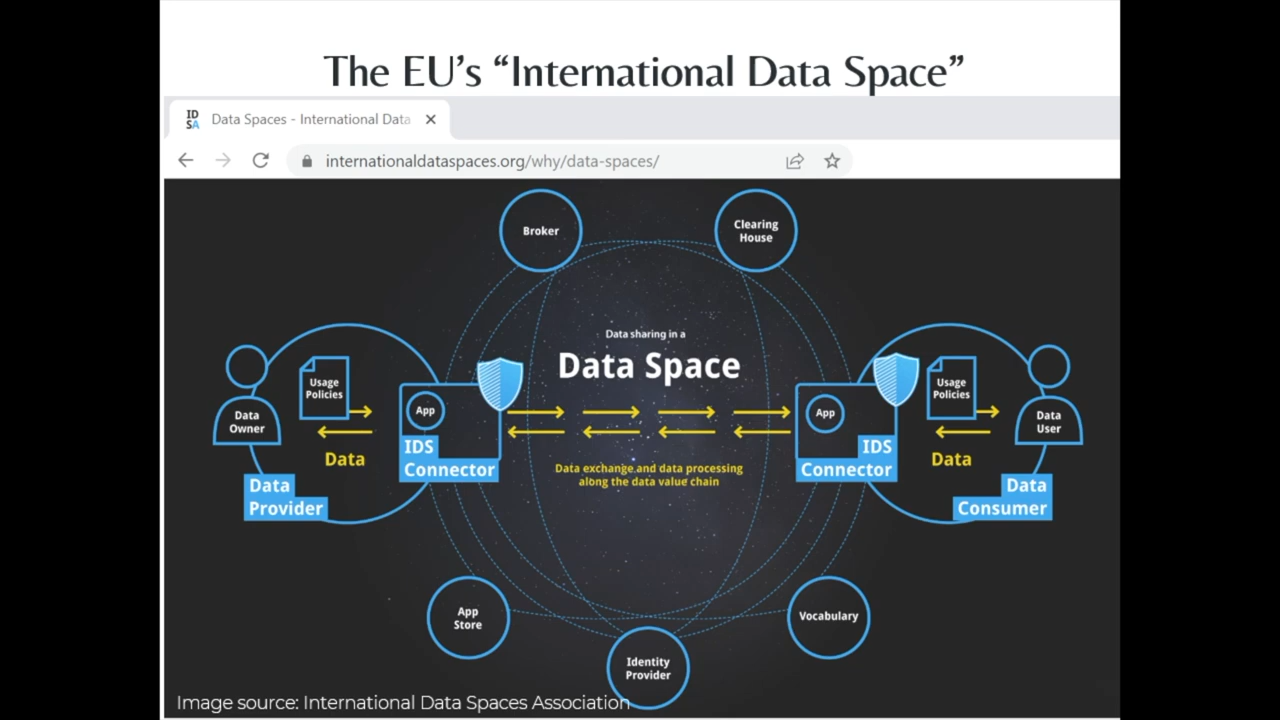 The EU's “International Data Space”
ID
SA
Data Spaces - International Data
internationaldataspaces.org/why/data-spaces/
Broker
Clearing
House
Data sharing in a
Data Space
Usage
Policies
Data
Owner
Data
Data
Provider
App
IDS
Connector
Data exchange and data processing
along the data value chain
App
IDS
Connector
Usage
Policies
Data
User
Data
Data
Consumer
App
Store
Identity
Provider
Vocabulary
Image source: International Data Spaces Association